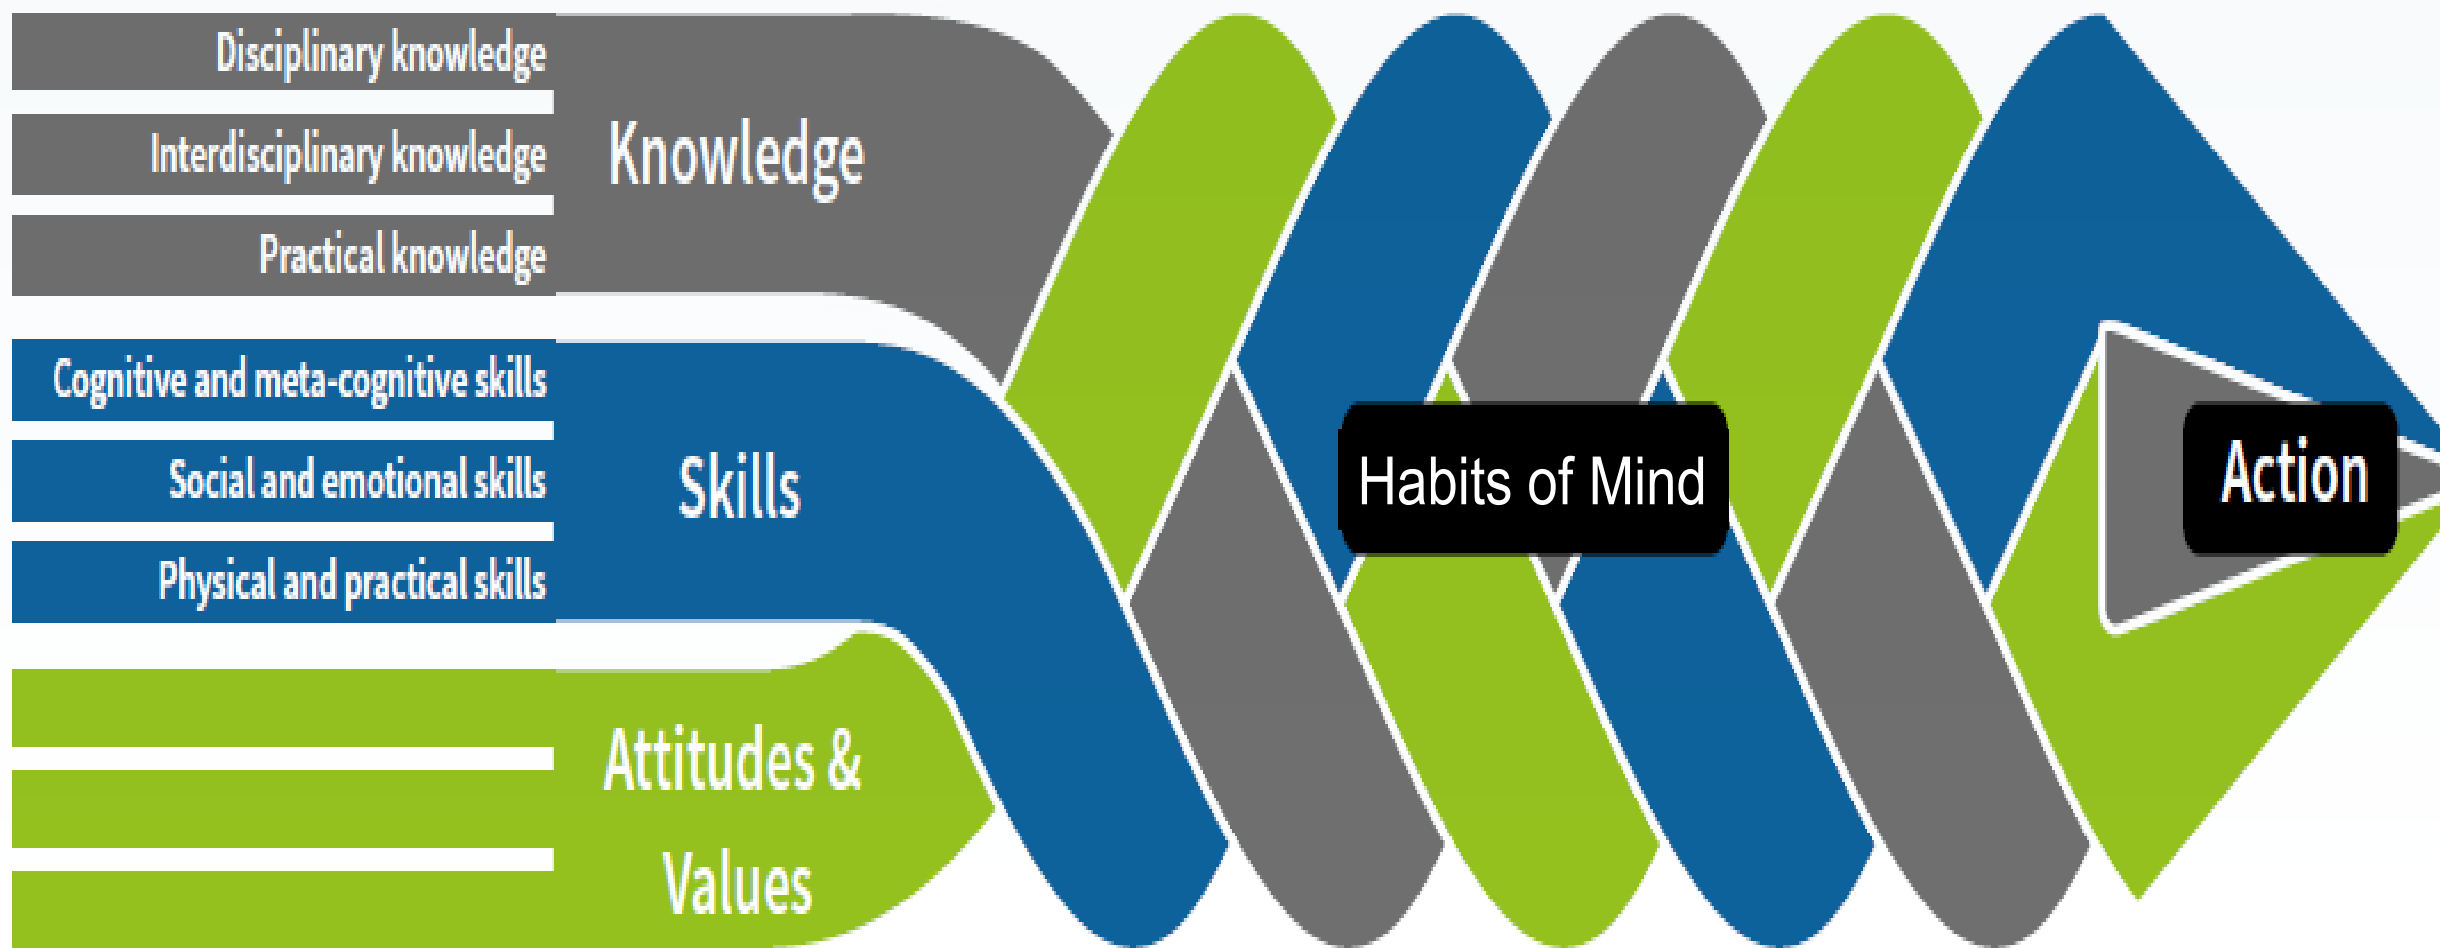 Disciplinary knowledge
Interdisciplinary knowledge
Practical knowledge
Knowledge
Cognitive and meta-cognitive skills
Social and emotional skills
Physical and practical skills
Skills
Attitudes &
Values
Habits of Mind
Action